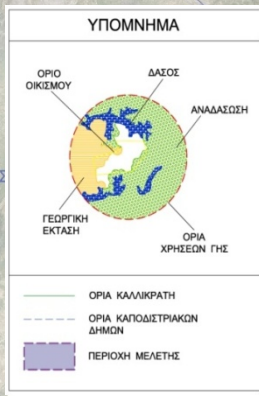 ΥΠΟΜΝΗΜΑ
ΟΡΙΟ
ΟΙΚΙΣΜΟΥ
ΔΑΣΟΣ
ΑΝΑΔΑΣΩΣΗ
ΓΕΩΡΓΙΚΗ
ΕΚΤΑΣΗ
ΟΡΙΑ
ΧΡΗΣΕΩΝ ΓΗΣ
ΟΡΙΑ ΚΑΛΛΙΚΡΑΤΗ
ΟΡΙΑ ΚΑΠΟΔΙΣΤΡΙΑΚΩΝ
ΔΗΜΩΝ
ΠΕΡΙΟΧΗ ΜΕΛΕΤΗΣ